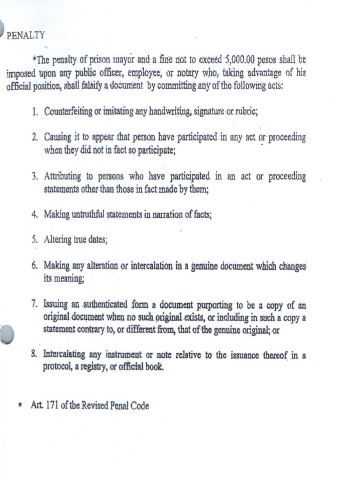 PENALTY
*The penalty of prison mayor and a fine not to exceed 5,000.00 pesos shall be
imposed upon any public officer, employee, or notary who, taking advantage of his
official position, shall falsify a document by committing any of the following acts:
1. Counterfeiting or imitating any handwriting, signature or rubric;
2. Causing it to appear that person have participated in any act or proceeding
when they did not in fact so participate;
3. Attributing to persons who have participated in an act or proceeding
statements other than those in fact made by them;
4. Making untruthful statements in narration of facts;
5. Altering true dates;
6. Making any alteration or intercalation in a genuine document which changes
its meaning;
7. Issuing an authenticated form a document purporting to be a copy of an
original document when no such original exists, or including in such a copy a
statement contrary to, or different from, that of the genuine original; or
8. Intercalating any instrument or note relative to the issuance thereof in a
protocol, a registry, or official book.
* Art. 171 of the Revised Penal Code